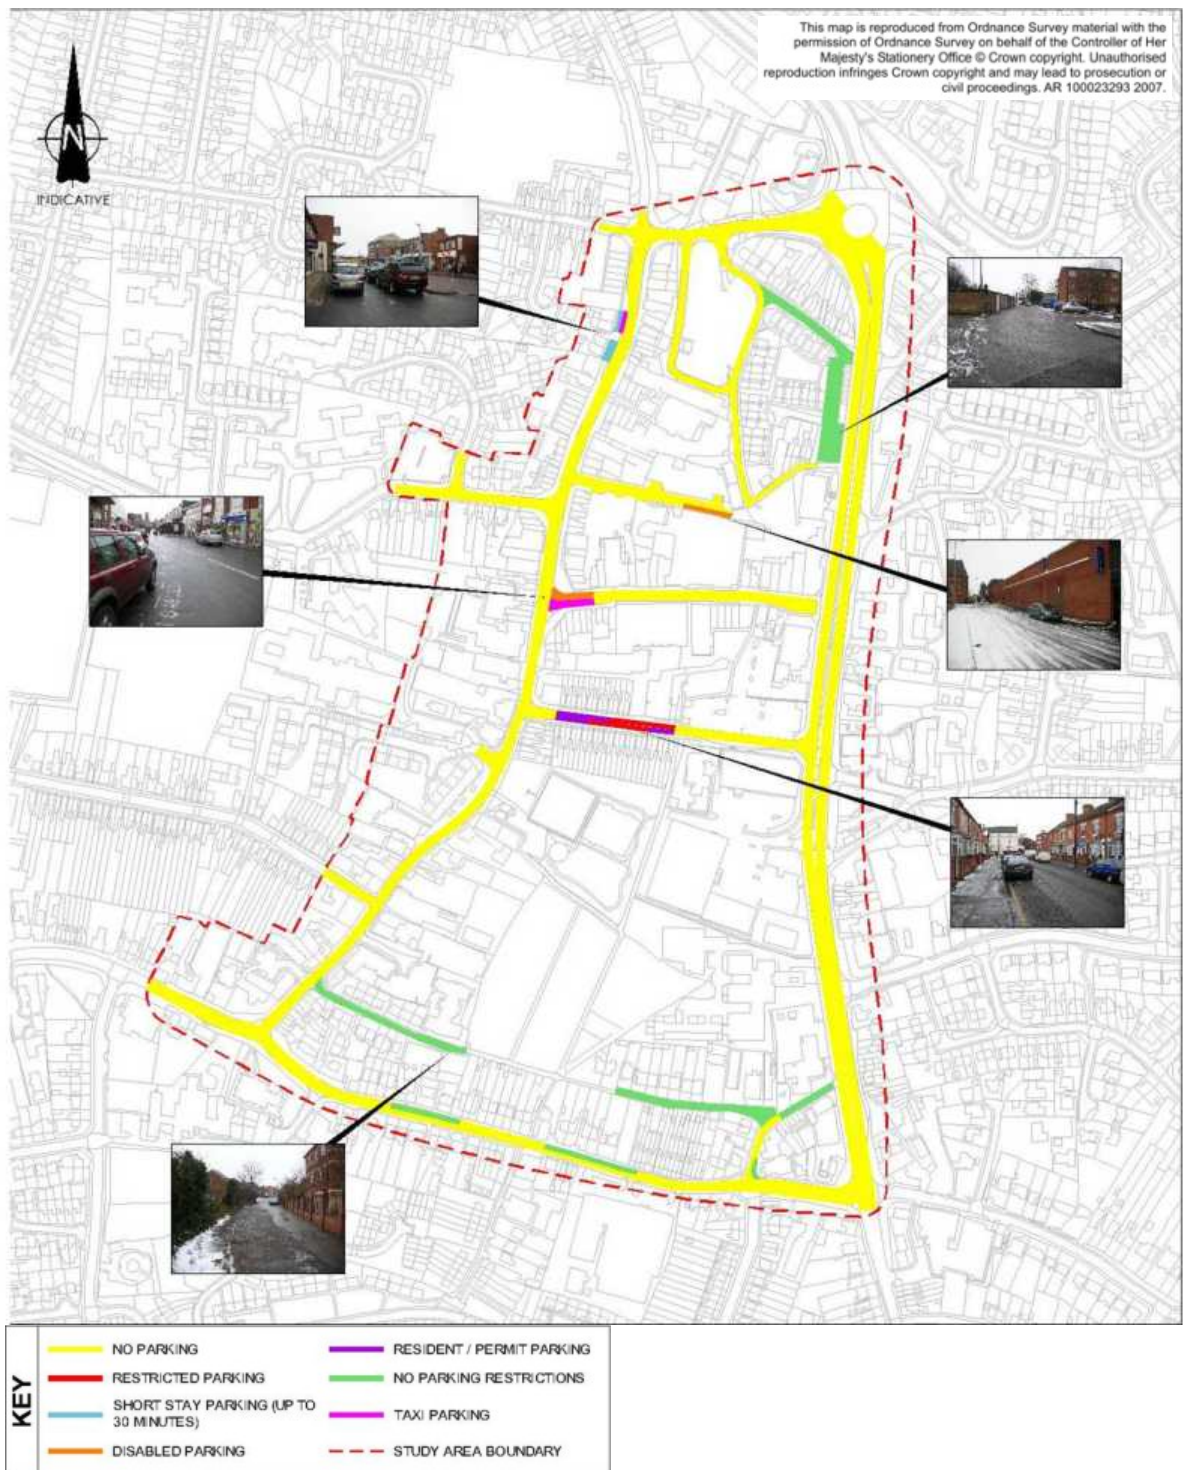 This map is reproduced from Ordnance Survey material with the
permission of Ordnance Survey on behalf of the Controller of Her
Majesty's Stationery Office © Crown copyright. Unauthorised
reproduction infringes Crown copyright and may lead to prosecution or
civil proceedings. AR 100023293 2007.
N
INDICATIVE
KEY
NO PARKING
RESTRICTED PARKING
SHORT STAY PARKING (UP TO
30 MINUTES)
DISABLED PARKING
RESIDENT / PERMIT PARKING
NO PARKING RESTRICTIONS
TAXI PARKING
STUDY AREA BOUNDARY